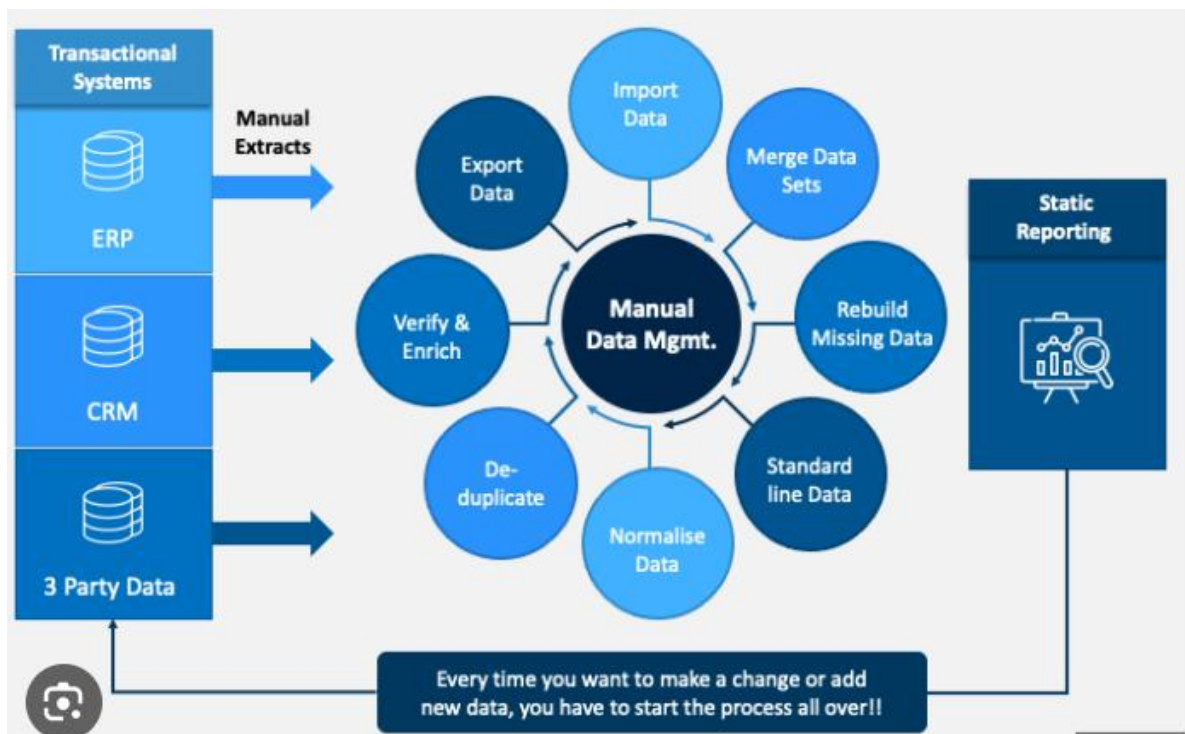 Transactional
Systems
ERP
CRM
3 Party Data
Manual
Extracts
Import
Data
Merge Data
Sets
Rebuild
Missing Data
Standard
line Data
Normalise
Data
De-
duplicate
Verify &
Enrich
Export
Data
Manual
Data Mgmt.
Static
Reporting
Every time you want to make a change or add
new data, you have to start the process all over!!